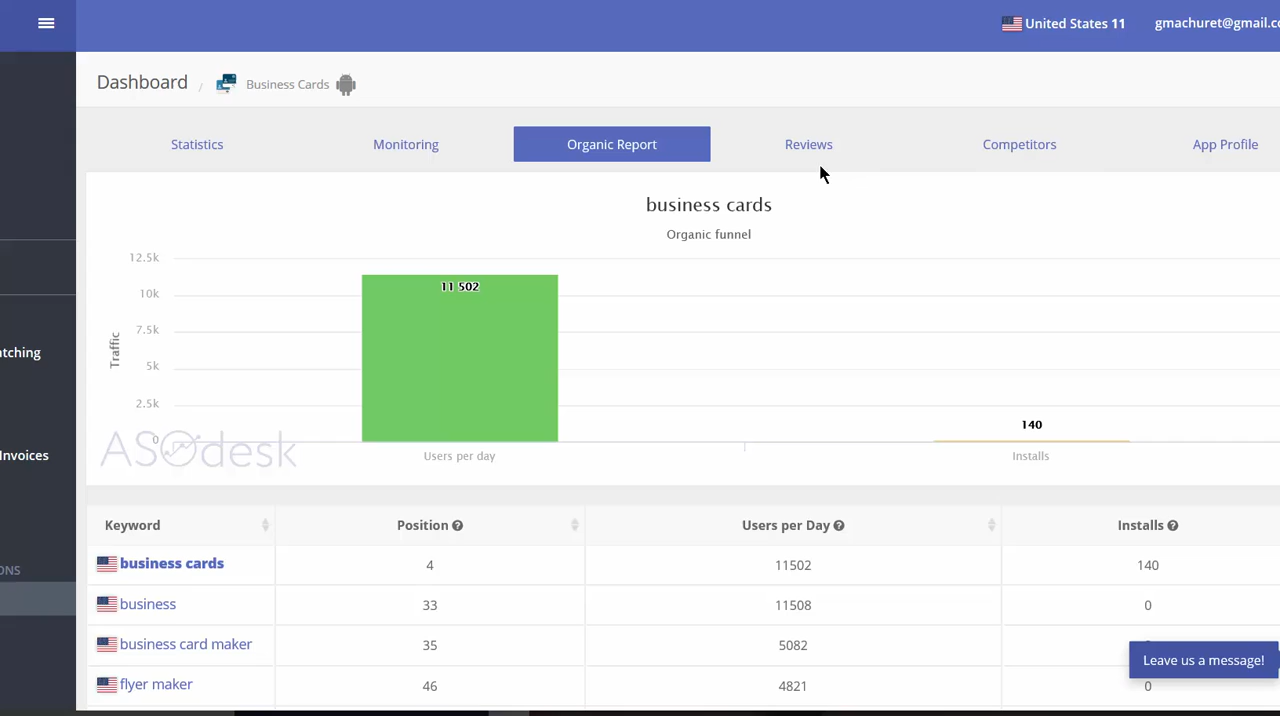 United States 11 gmachuret@gmail.c
Dashboard / Business Cards
Statistics Monitoring Organic Report Reviews Competitors App Profile
business cards
Organic funnel
12.5k
10k
7.5k
5k
2.5k
0
Traffic
11 502
140
ASOdesk
Users per day Installs
tching
Invoices
ONS
Keyword Position Users per Day Installs
business cards 4 11502 140
business 33 11508 0
business card maker 35 5082
flyer maker 46 4821 0
Leave us a message!